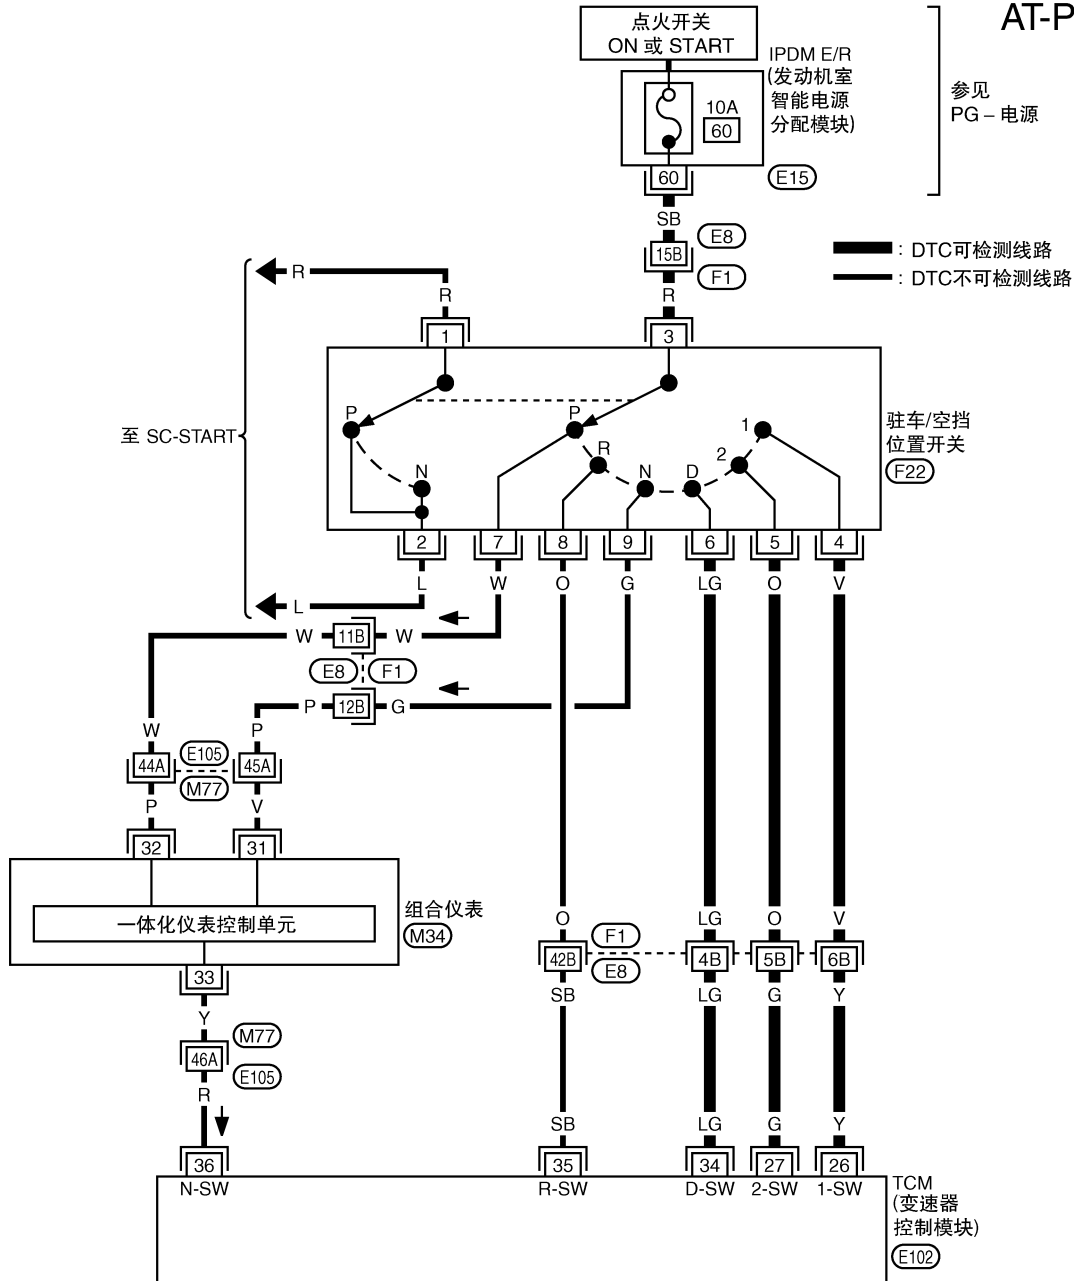 AT-P
点火开关
ON 或 START
IPDM E/R
(发动机室
智能电源
分配模块)
10A
60
60
E15
参见
PG – 电源
SB
E8
15B
F1
R
: DTC可检测线路
: DTC不可检测线路
R
R
1
3
至 SC-START
P
N
P
R
N
D
2
1
驻车/空挡
位置开关
F22
2
7
8
9
6
5
4
L
W
O
G
LG
O
V
L
W
11B
W
E8
F1
P
12B
G
W
P
44A
E105
45A
M77
P
V
32
31
一体化仪表控制单元
组合仪表
M34
33
Y
M77
46A
E105
R
O
LG
O
V
F1
42B
E8
4B
5B
6B
SB
LG
G
Y
SB
LG
G
Y
36
35
34
27
26
N-SW
R-SW
D-SW
2-SW
1-SW
TCM
(变速器
控制模块)
E102